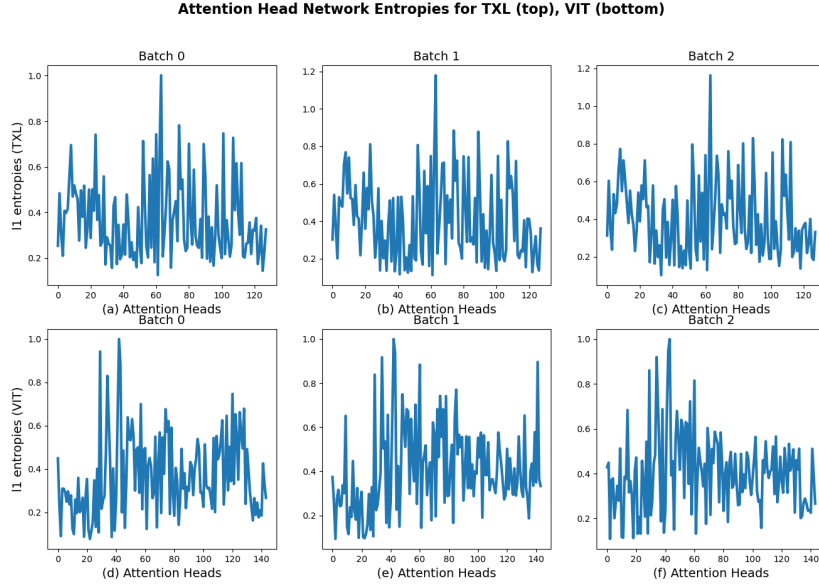 Attention Head Network Entropies for TXL (top), VIT (bottom)
Batch 0
Batch 1
Batch 2
l1 entropies (TXL)
1.0
0.8
0.6
0.4
0.2
0 20 40 60 80 100 120
(a) Attention Heads
1.2
1.0
0.8
0.6
0.4
0.2
0 20 40 60 80 100 120
(b) Attention Heads
1.2
1.0
0.8
0.6
0.4
0.2
0 20 40 60 80 100 120
(c) Attention Heads
Batch 0
Batch 1
Batch 2
l1 entropies (VIT)
1.0
0.8
0.6
0.4
0.2
0 20 40 60 80 100 120 140
(d) Attention Heads
1.0
0.8
0.6
0.4
0.2
0 20 40 60 80 100 120 140
(e) Attention Heads
1.0
0.8
0.6
0.4
0.2
0 20 40 60 80 100 120 140
(f) Attention Heads